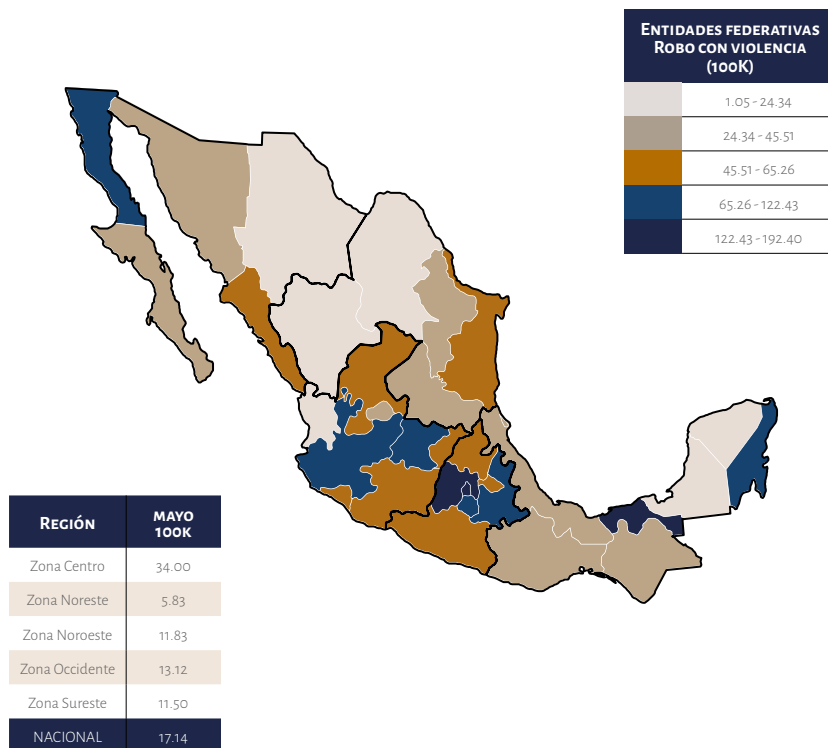 Entidades federativas
Robo con violencia
(100K)
1.05 - 24.34
24.34 - 45.51
45.51 - 65.26
65.26 - 122.43
122.43 - 192.40
Región MAYO
100K
Zona Centro 34.00
Zona Noreste 5.83
Zona Noroeste 11.83
Zona Occidente 13.12
Zona Sureste 11.50
NACIONAL 17.14